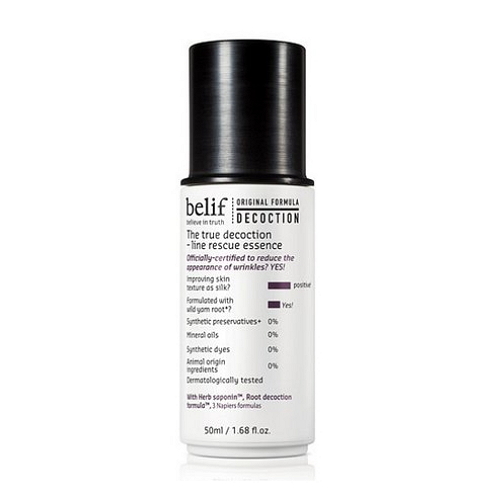 belif
believe in truth
ORIGINAL FORMULA
DECOCTION
The true decoction
- line rescue essence
Officially-certified to reduce the
appearance of wrinkles? YES!
Improving skin
texture as silk? positive!
Formulated with
wild yam root*? Yes!
Synthetic preservatives+ 0%
Mineral oils 0%
Synthetic dyes 0%
Animal origin
ingredients 0%
Dermatologically tested
With Herb saponin™, Root decoction
formula™, 3 Napiers formulas
50ml / 1.68 fl.oz.